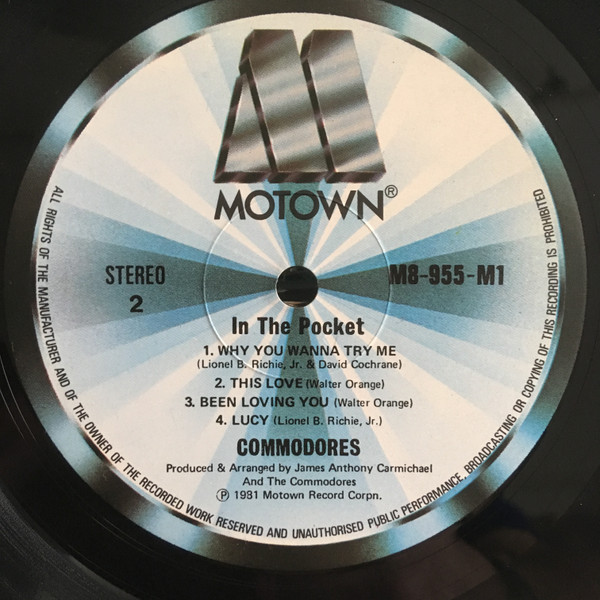 MOTOWN®
STEREO
2
M8-955-M1
In The Pocket
1. WHY YOU WANNA TRY ME
(Lionel B. Richie, Jr. & David Cochrane)
2. THIS LOVE (Walter Orange)
3. BEEN LOVING YOU (Walter Orange)
4. LUCY (Lionel B. Richie, Jr.)
COMMODORES
Produced & Arranged by James Anthony Carmichael
And The Commodores
Ⓟ 1981 Motown Record Corpn.
ALL RIGHTS OF THE MANUFACTURER AND OF THE OWNER OF THE RECORDED WORK RESERVED AND UNAUTHORISED PUBLIC PERFORMANCE, BROADCASTING OR COPYING OF THIS RECORDING IS PROHIBITED